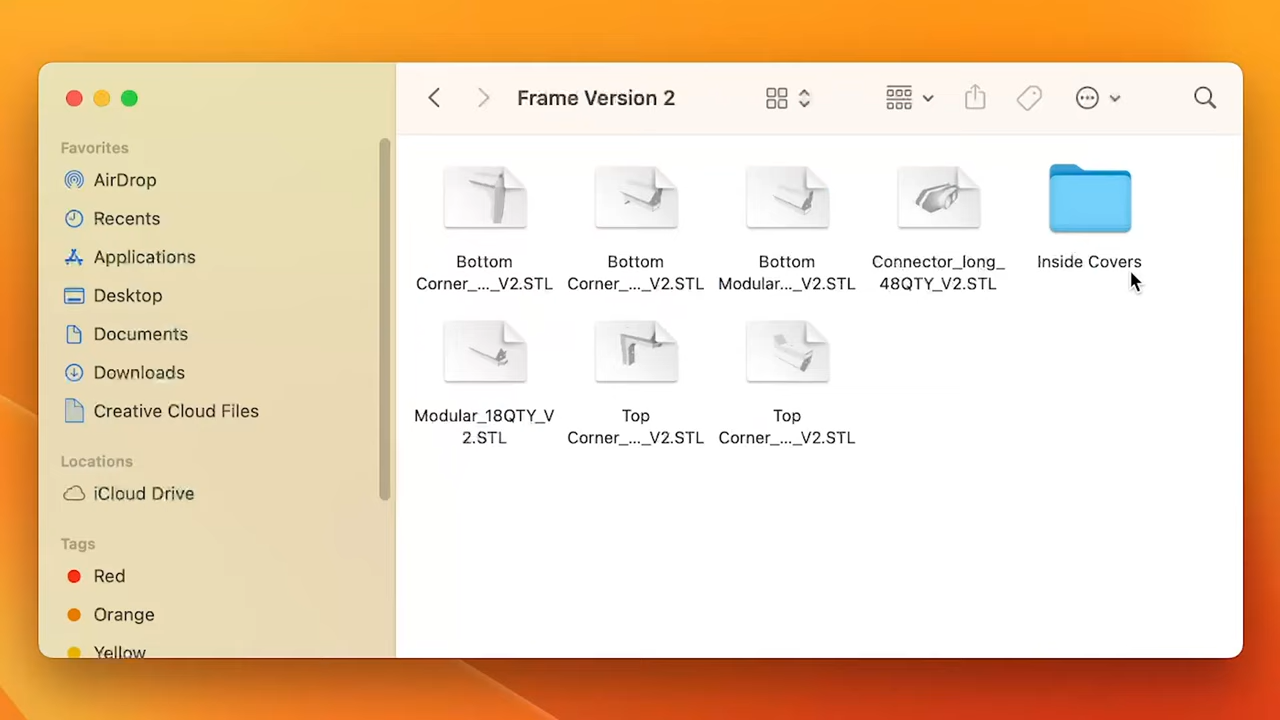 Frame Version 2
Favorites
AirDrop
Recents
Applications
Desktop
Documents
Downloads
Creative Cloud Files
Locations
iCloud Drive
Tags
Red
Orange
Yellow
Bottom
Corner_..._V2.STL
Bottom
Corner_..._V2.STL
Bottom
Modular..._V2.STL
Connector_long_
48QTY_V2.STL
Inside Covers
Modular_18QTY_V
2.STL
Top
Corner_..._V2.STL
Top
Corner_..._V2.STL